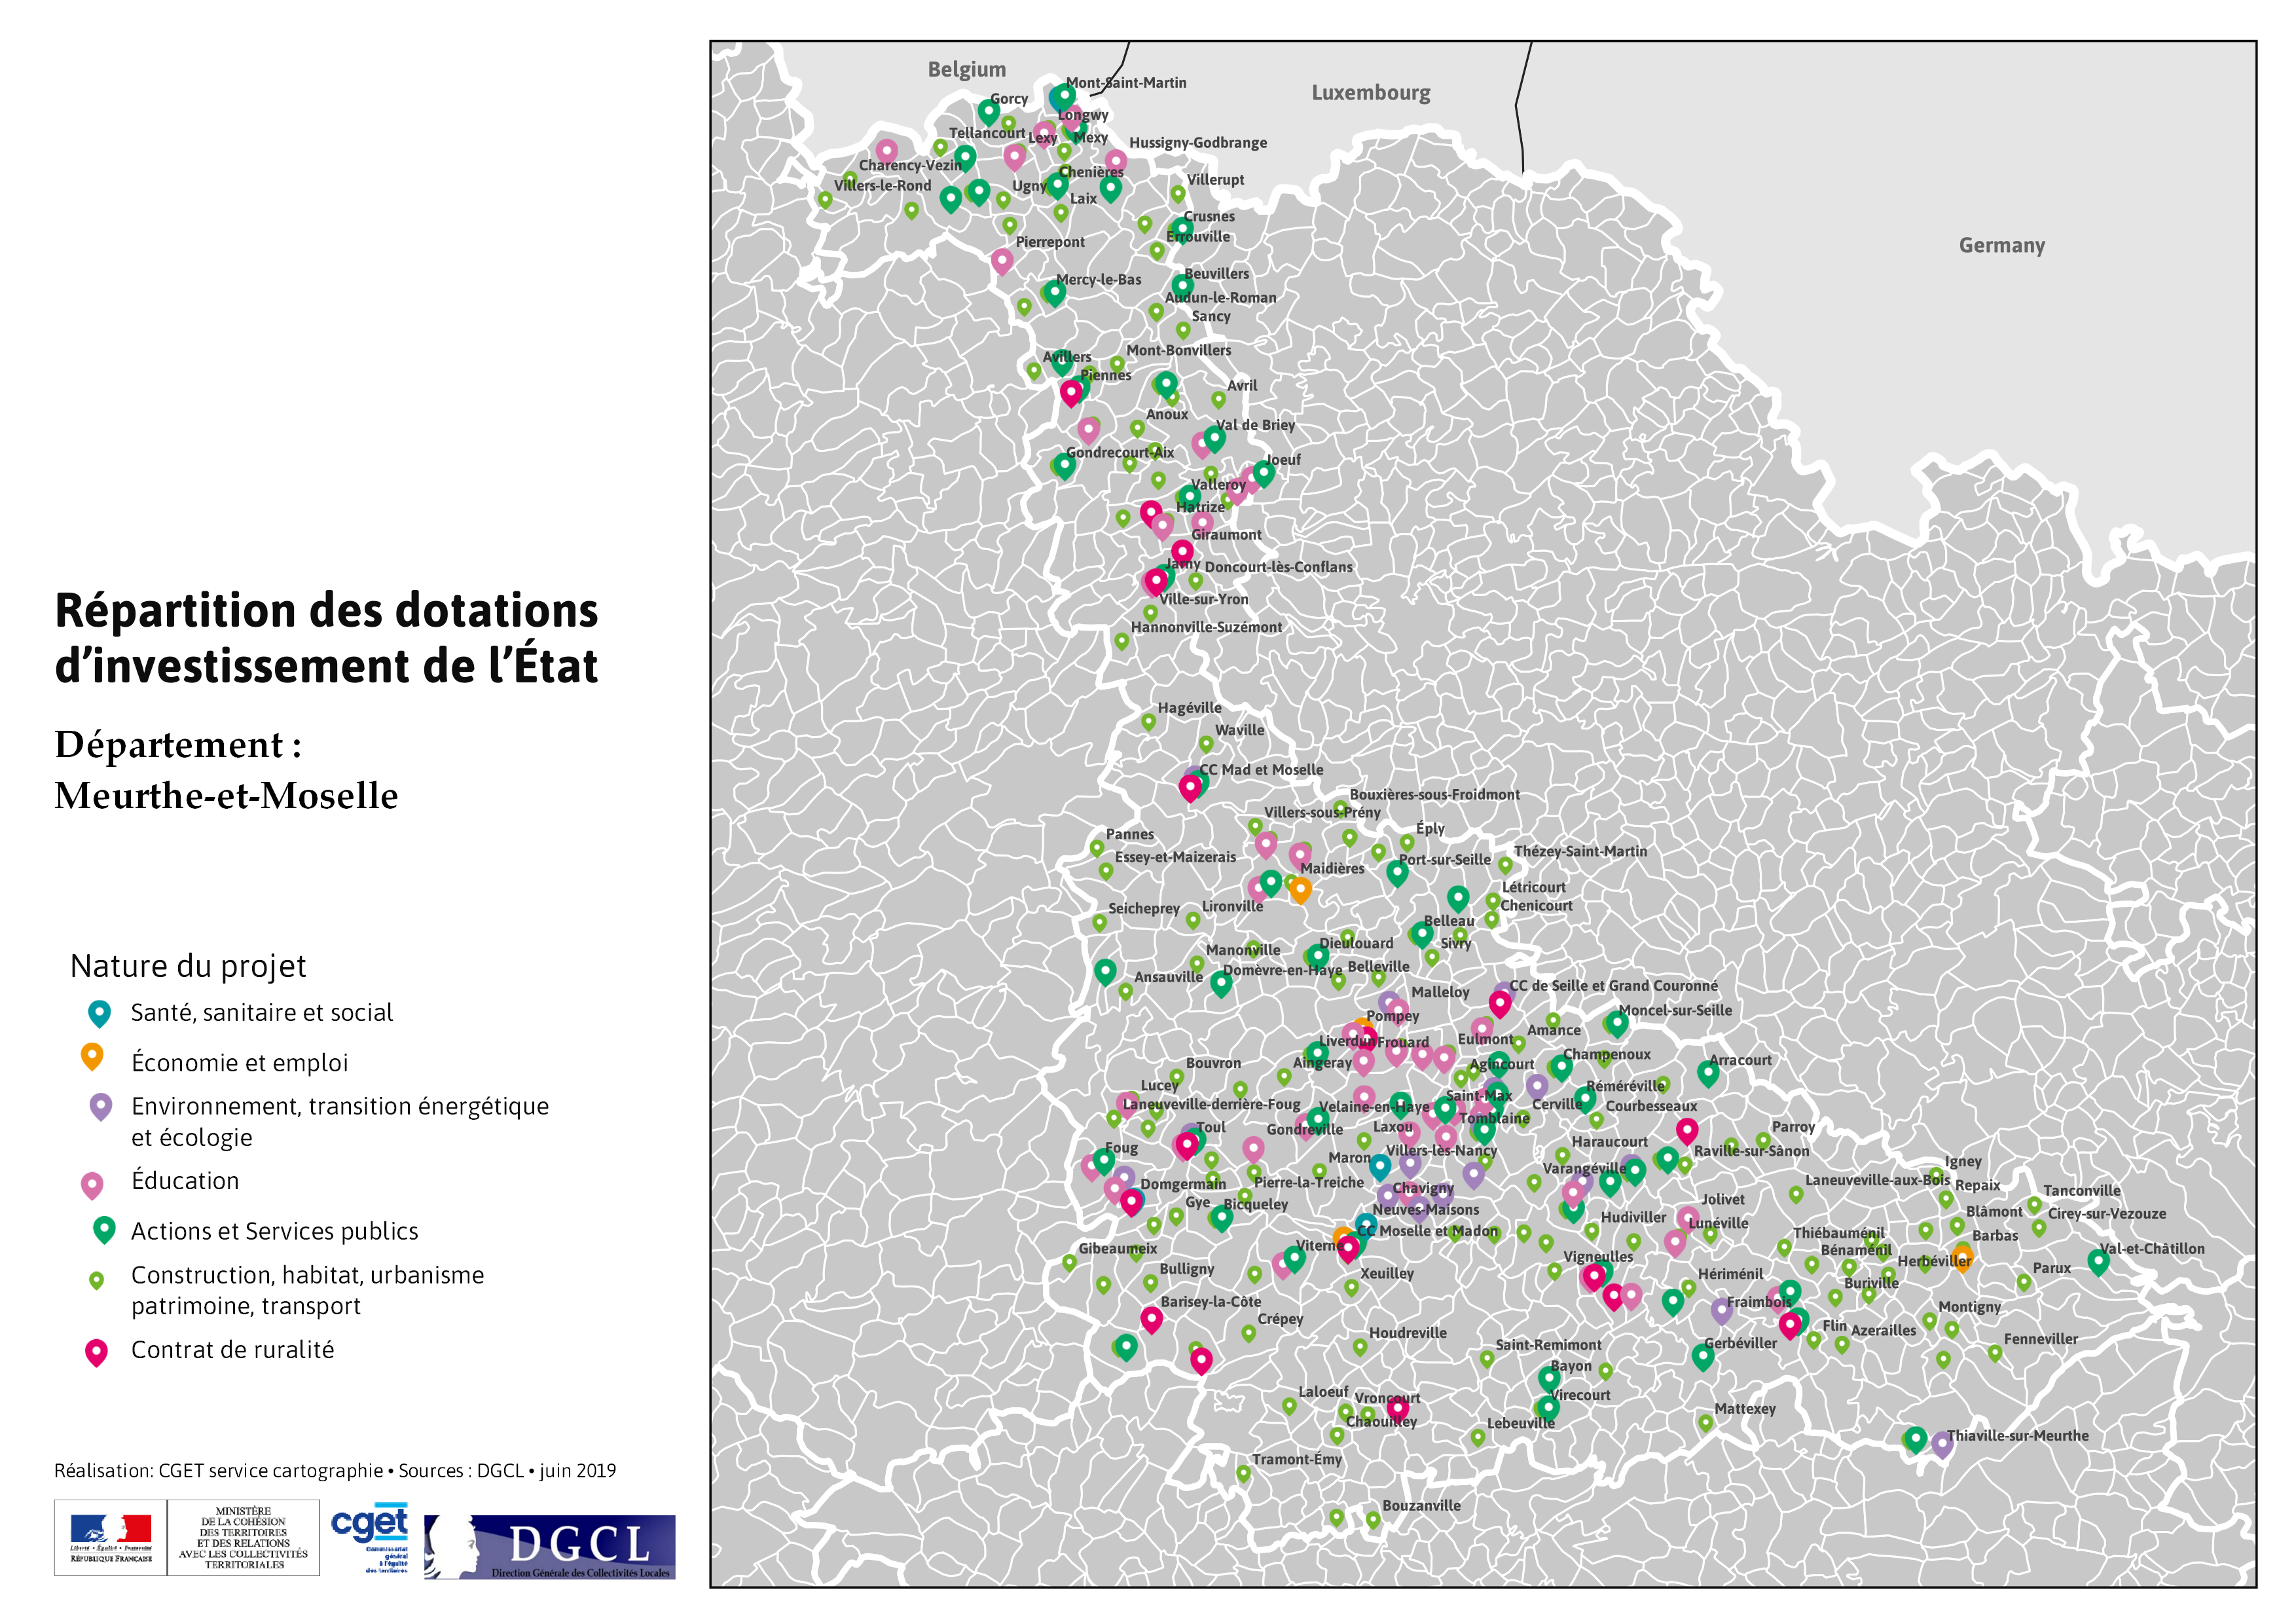 Répartition des dotations
d’investissement de l’État
Département :
Meurthe-et-Moselle
Nature du projet
Santé, sanitaire et social
Économie et emploi
Environnement, transition énergétique
et écologie
Éducation
Actions et Services publics
Construction, habitat, urbanisme
patrimoine, transport
Contrat de ruralité
Réalisation: CGET service cartographie • Sources : DGCL • juin 2019
Liberté • Égalité • Fraternité
RÉPUBLIQUE FRANÇAISE
MINISTÈRE
DE LA COHÉSION
DES TERRITOIRES
ET DES RELATIONS
AVEC LES COLLECTIVITÉS
TERRITORIALES
cget
Commissariat
général
à l'égalité
des territoires
DGCL
Direction Générale des Collectivités Locales
Belgium
Luxembourg
Germany
Mont-Saint-Martin
Gorcy
Longwy
Tellancourt
Lexy
Mexy
Hussigny-Godbrange
Charency-Vezin
Chenières
Villers-le-Rond
Ugny
Villerupt
Laix
Crusnes
Errouville
Pierrepont
Beuvillers
Mercy-le-Bas
Audun-le-Roman
Sancy
Mont-Bonvillers
Avillers
Piennes
Avril
Anoux
Val de Briey
Gondrecourt-Aix
Joeuf
Valleroy
Hatrize
Giraumont
Jarny
Doncourt-lès-Conflans
Ville-sur-Yron
Hannonville-Suzémont
Hagéville
Waville
CC Mad et Moselle
Bouxières-sous-Froidmont
Villers-sous-Prény
Éply
Pannes
Essey-et-Maizerais
Thézey-Saint-Martin
Port-sur-Seille
Maidières
Létricourt
Chenicourt
Seicheprey
Lironville
Belleau
Sivry
Dieulouard
Manonville
Domèvre-en-Haye
Belleville
Ansauville
CC de Seille et Grand Couronné
Malleloy
Moncel-sur-Seille
Pompey
Amance
Eulmont
Liverdun
Frouard
Champenoux
Arracourt
Bouvron
Aingeray
Agincourt
Lucey
Réméréville
Laneuveville-derrière-Foug
Velaine-en-Haye
Saint-Max
Cerville
Courbesseaux
Tomblaine
Toul
Gondreville
Laxou
Parroy
Haraucourt
Foug
Villers-lès-Nancy
Raville-sur-Sânon
Maron
Varangéville
Igney
Domgermain
Pierre-la-Treiche
Chavigny
Laneuveville-aux-Bois
Repaix
Tanconville
Gye
Bicqueley
Neuves-Maisons
Jolivet
Blâmont
Cirey-sur-Vezouze
Hudiviller
Lunéville
CC Moselle et Madon
Thiébauménil
Barbas
Viterne
Gibeaumeix
Bénaménil
Val-et-Châtillon
Vigneulles
Herbéviller
Bulligny
Xeuilley
Hériménil
Parux
Buriville
Barisey-la-Côte
Fraimbois
Montigny
Crépey
Flin
Azerailles
Houdreville
Fenneviller
Saint-Remimont
Gerbéviller
Bayon
Laloeuf
Vroncourt
Virecourt
Mattexey
Chaouilley
Lebeuville
Thiaville-sur-Meurthe
Tramont-Émy
Bouzanville